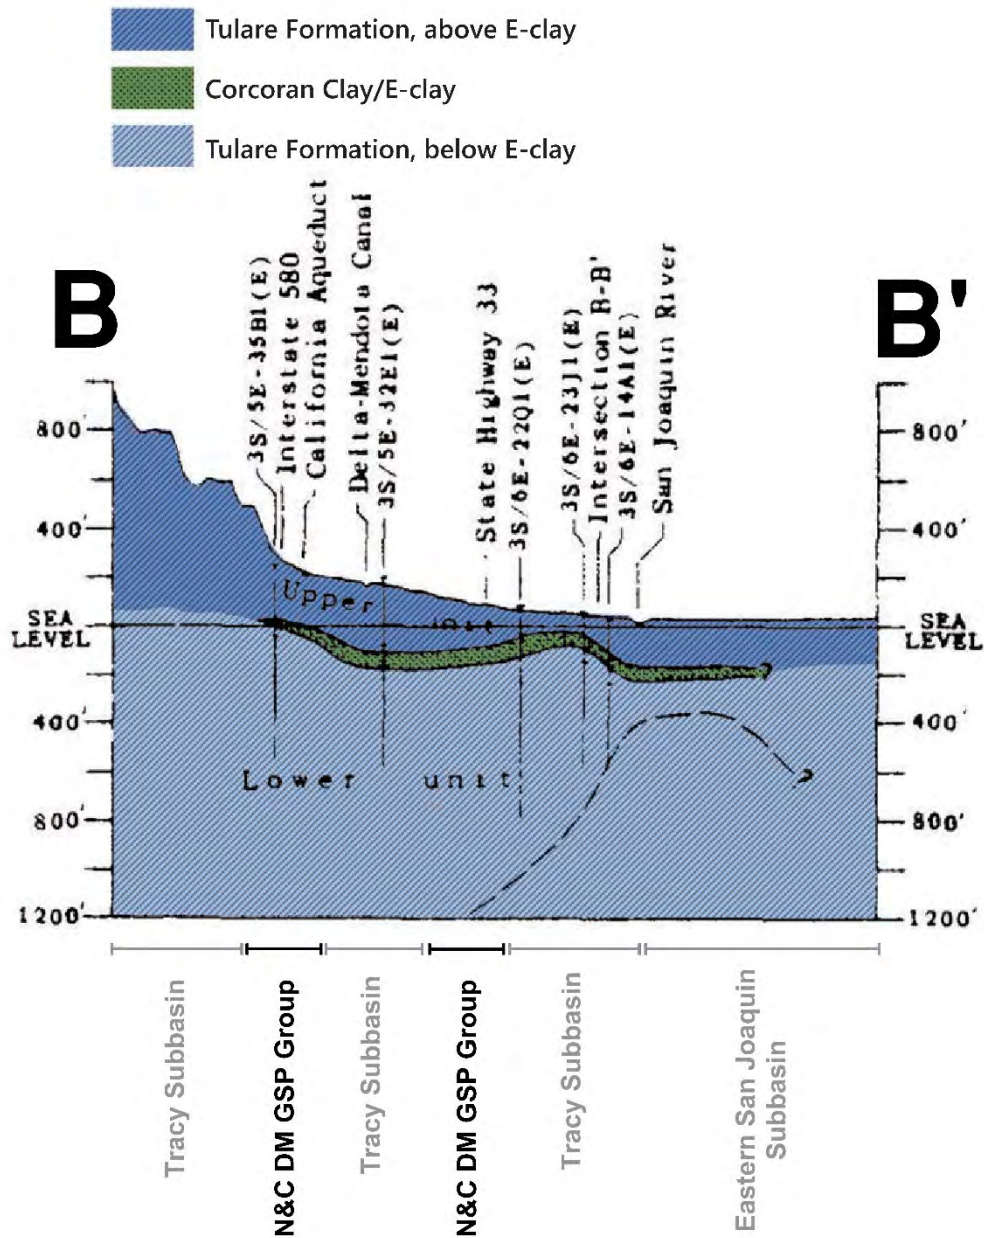 Tulare Formation, above E-clay
Corcoran Clay/E-clay
Tulare Formation, below E-clay
B
B'
3S/5E-35B1(E)
Interstate 580
California Aqueduct
Delta-Mendota Canal
3S/5E-32E1(E)
State Highway 33
3S/6E-22Q1(E)
3S/6E-23J1(E)
Intersection B-B'
3S/6E-14A1(E)
San Joaquin River
800'
400'
SEA
LEVEL
400'
800'
1200'
800'
400'
SEA
LEVEL
400'
800'
1200'
Upper
unit
Lower unit
?
?
Tracy Subbasin
N&C DM GSP Group
Tracy Subbasin
N&C DM GSP Group
Tracy Subbasin
Eastern San Joaquin
Subbasin